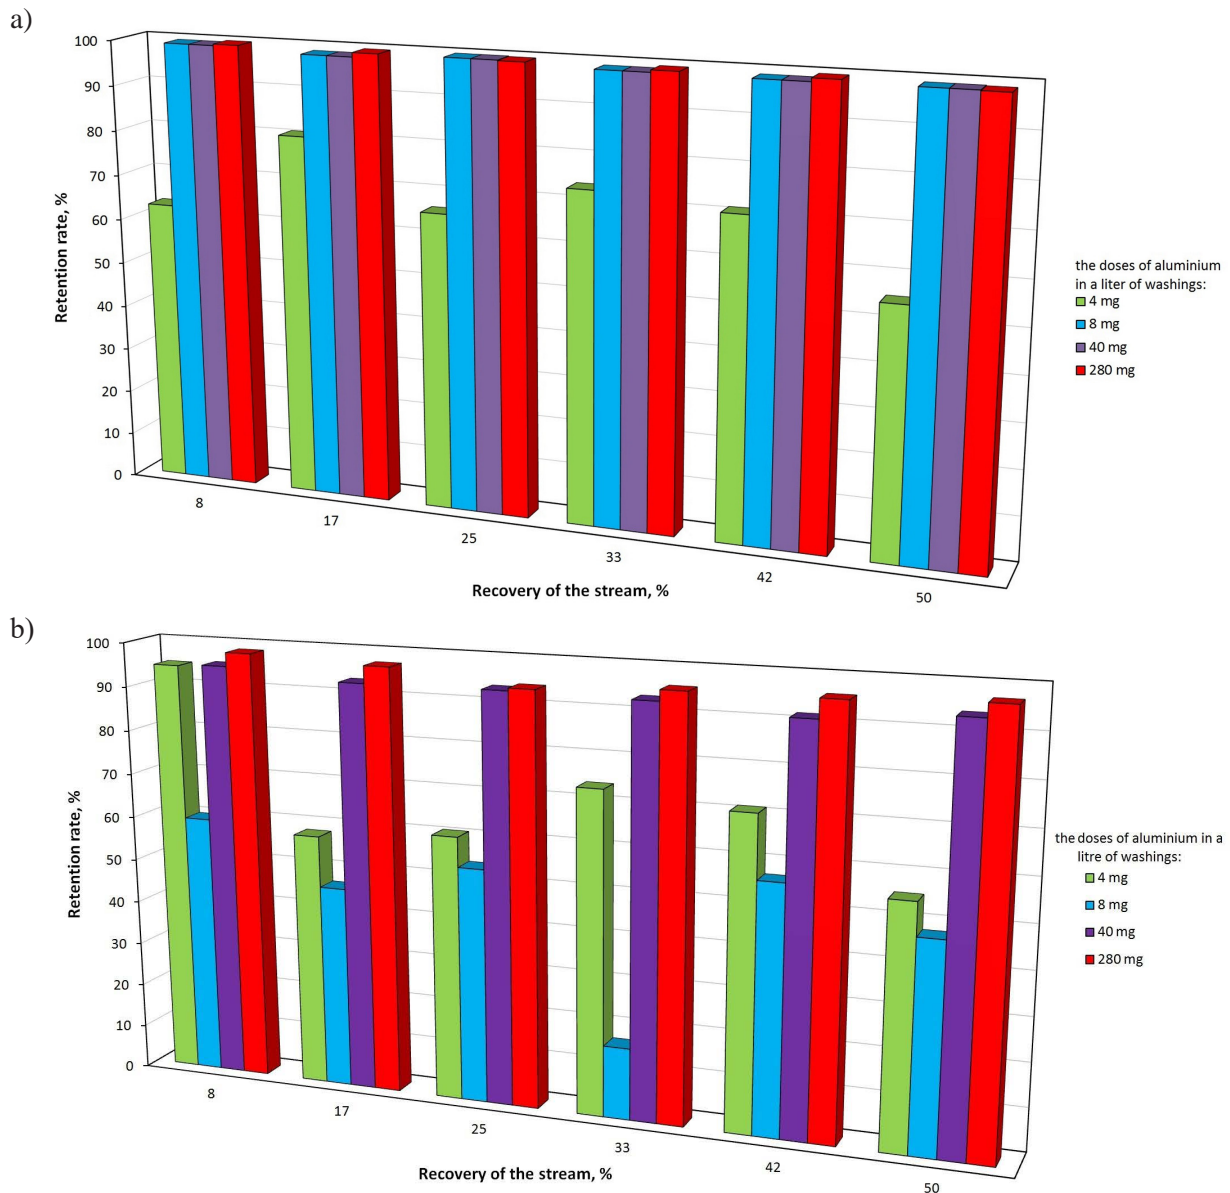 a)
100
90
80
70
60
50
40
30
20
10
0
Retention rate, %
8
17
25
33
42
50
Recovery of the stream, %
the doses of aluminium
in a liter of washings:
4 mg
8 mg
40 mg
280 mg
b)
100
90
80
70
60
50
40
30
20
10
0
Retention rate, %
8
17
25
33
42
50
Recovery of the stream, %
the doses of aluminium in a
litre of washings:
4 mg
8 mg
40 mg
280 mg